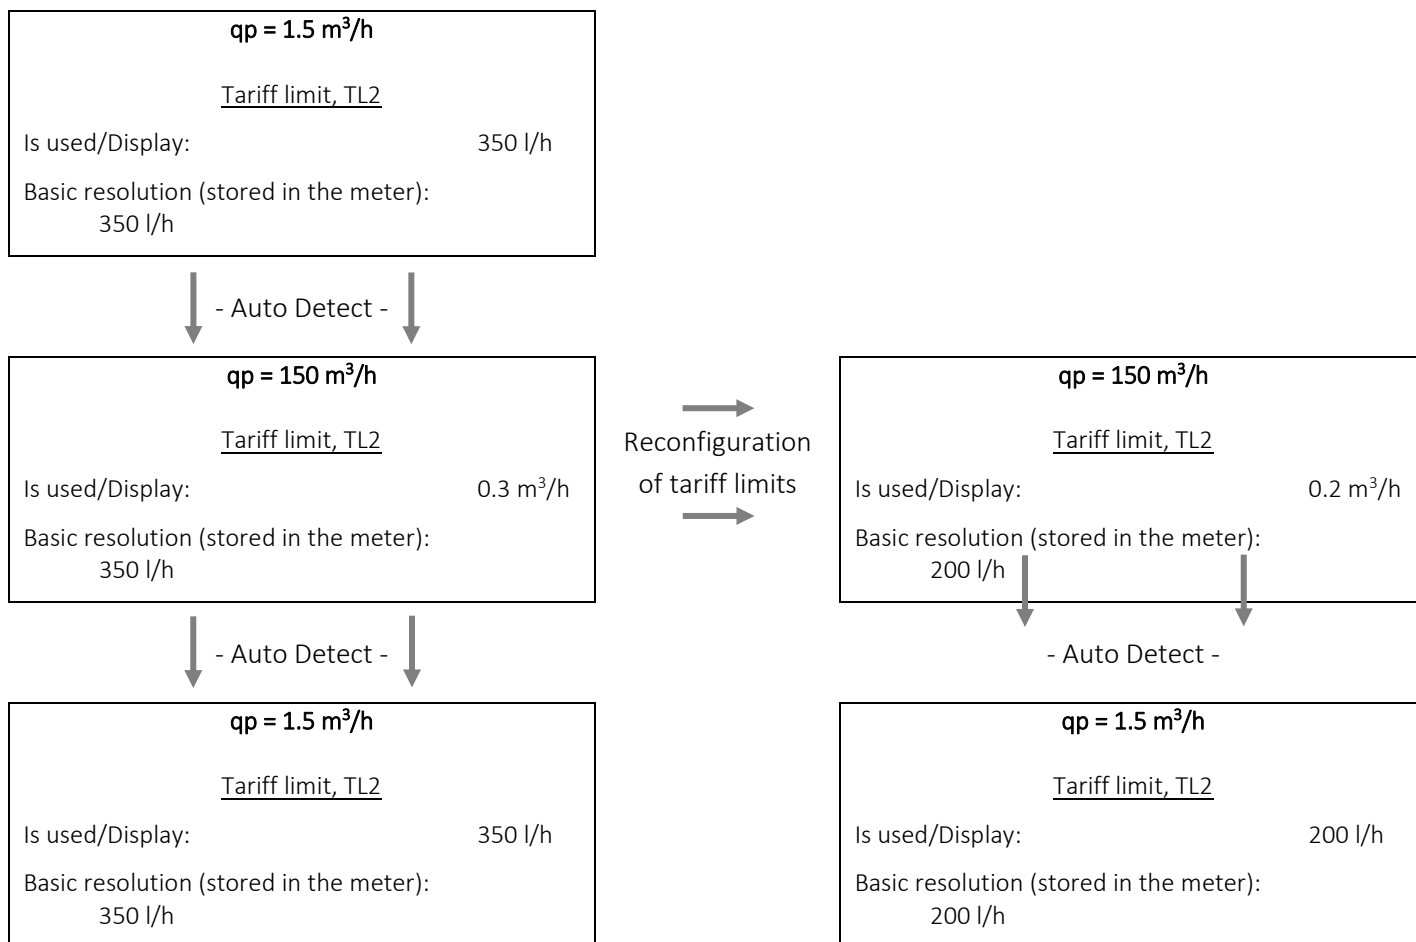 qp = 1.5 m³/h
Tariff limit, TL2
Is used/Display: 350 l/h
Basic resolution (stored in the meter):
350 l/h
- Auto Detect -
qp = 150 m³/h
Tariff limit, TL2
Is used/Display: 0.3 m³/h
Basic resolution (stored in the meter):
350 l/h
Reconfiguration
of tariff limits
qp = 150 m³/h
Tariff limit, TL2
Is used/Display: 0.2 m³/h
Basic resolution (stored in the meter):
200 l/h
- Auto Detect -
- Auto Detect -
qp = 1.5 m³/h
Tariff limit, TL2
Is used/Display: 350 l/h
Basic resolution (stored in the meter):
350 l/h
qp = 1.5 m³/h
Tariff limit, TL2
Is used/Display: 200 l/h
Basic resolution (stored in the meter):
200 l/h